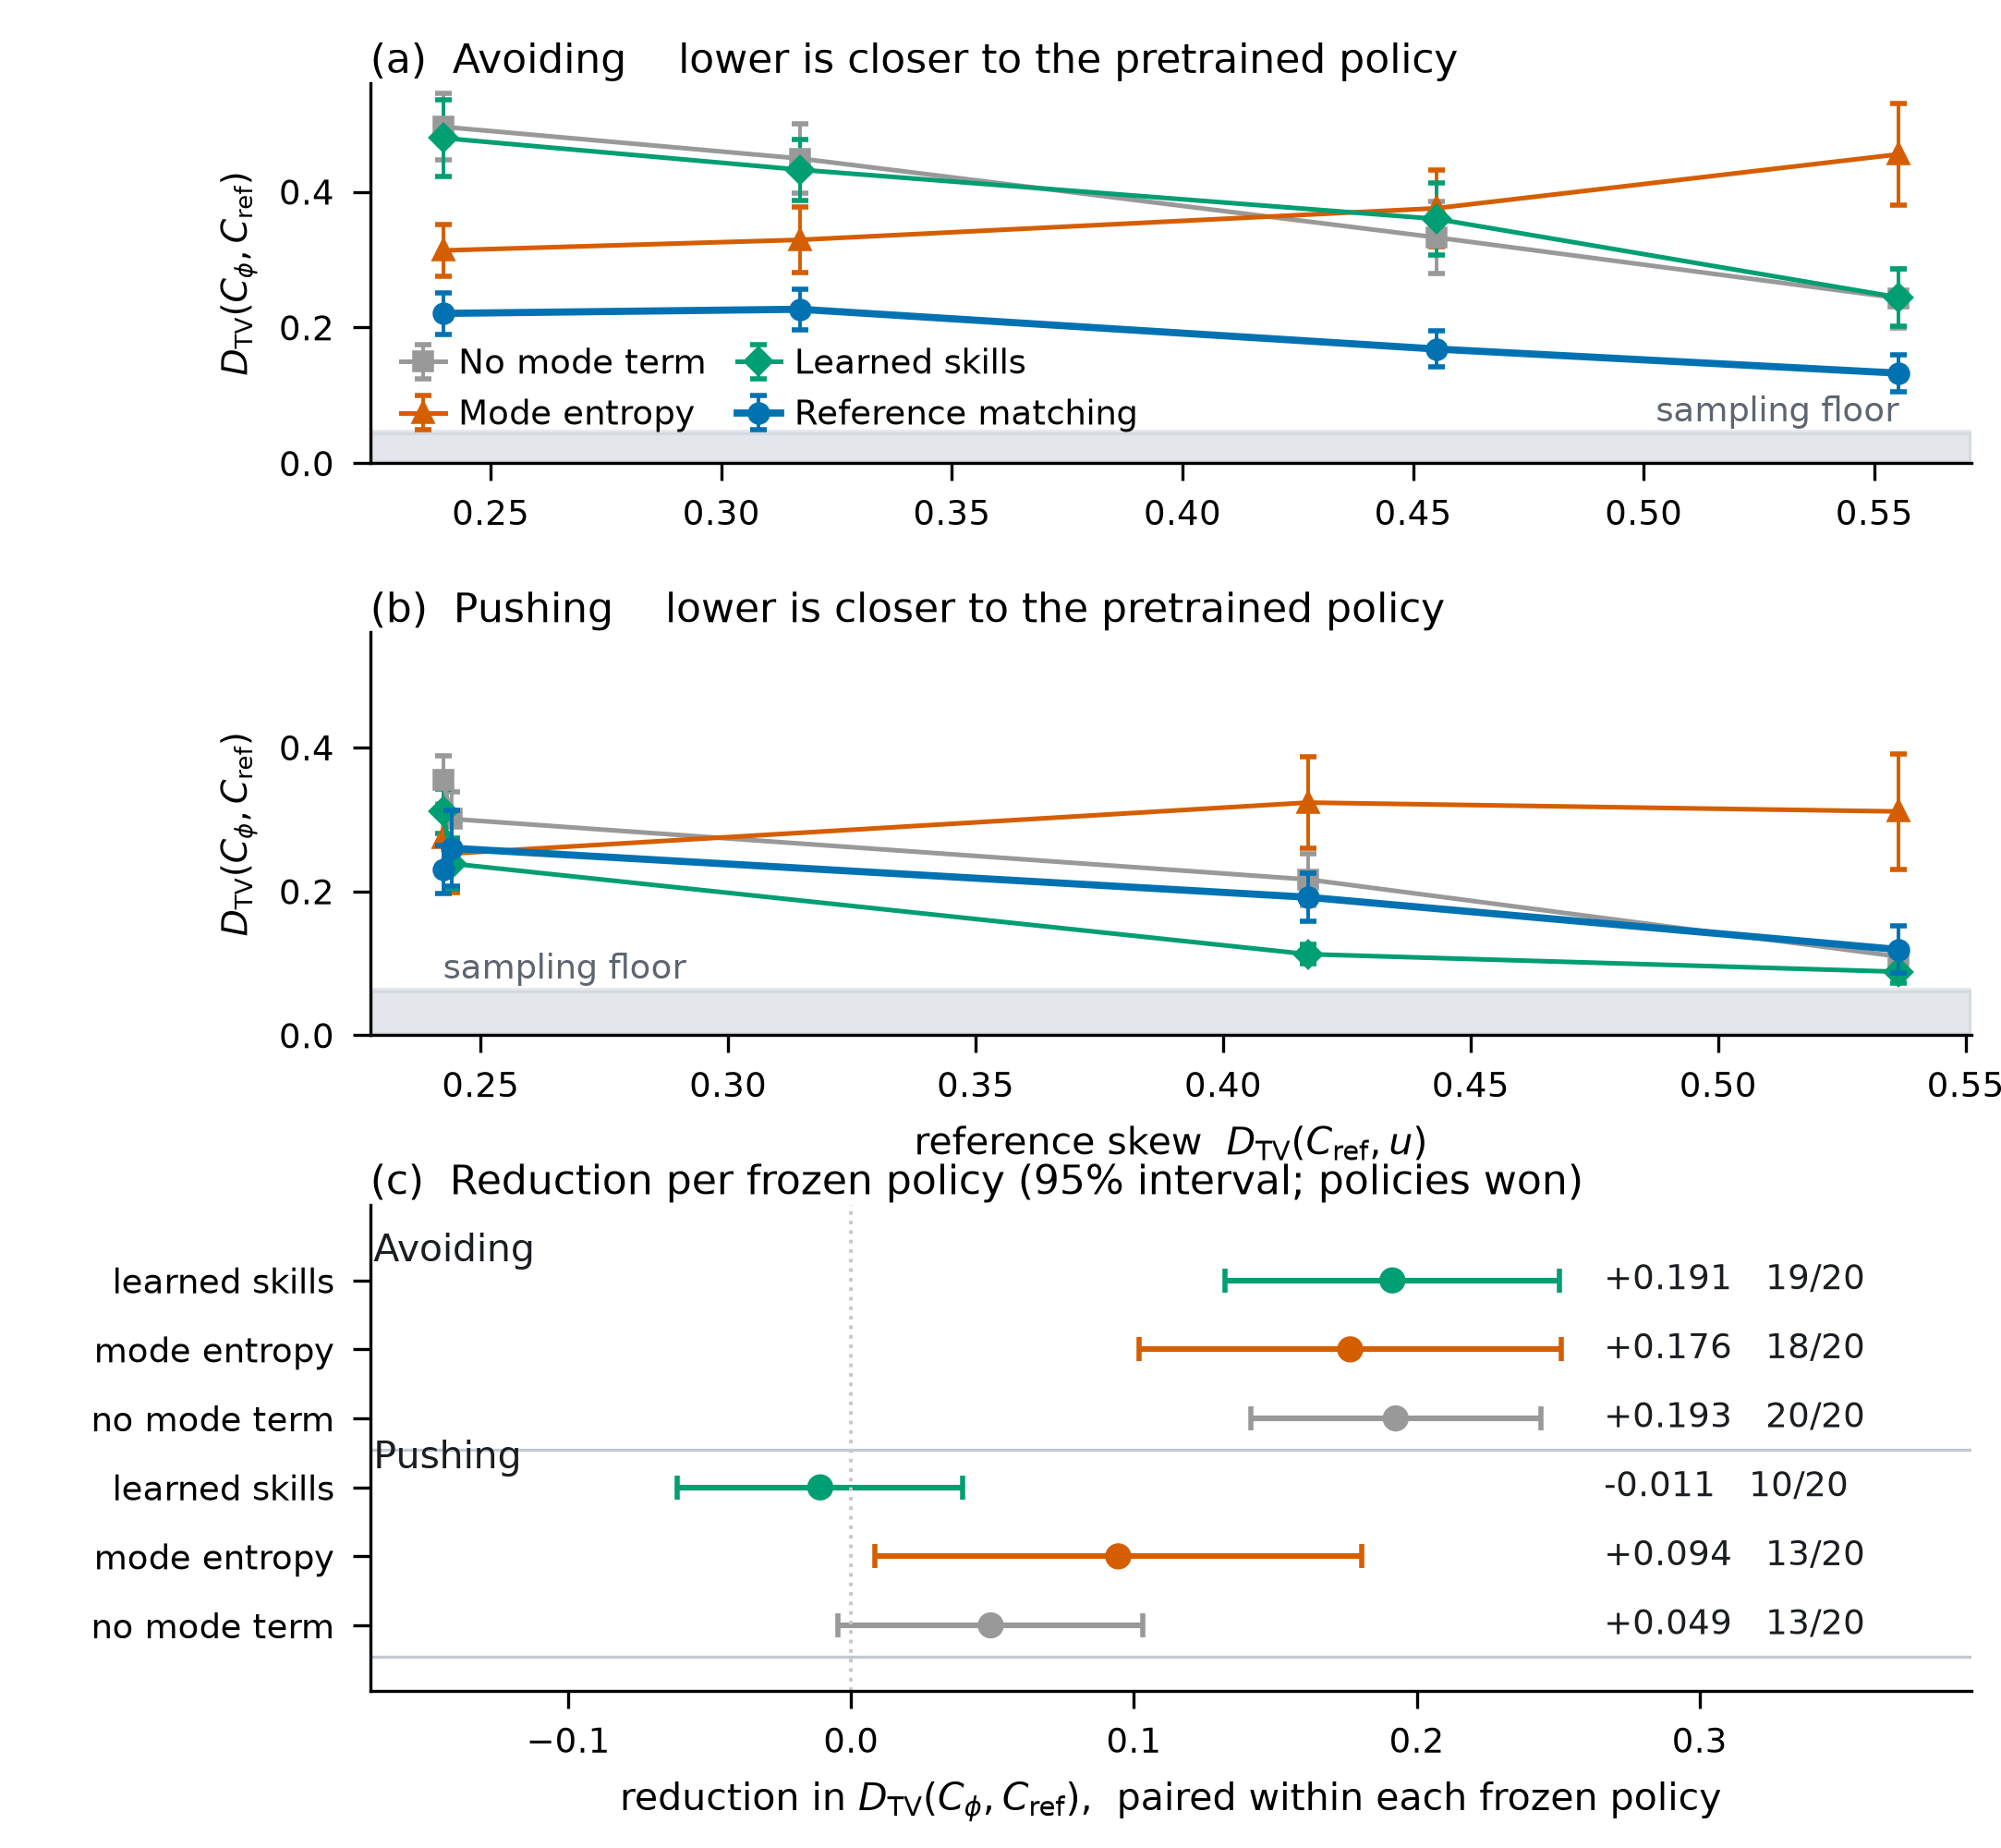 (a) Avoiding lower is closer to the pretrained policy
D_TV(C_ϕ, C_ref)
0.4
0.2
0.0
No mode term
Learned skills
Mode entropy
Reference matching
sampling floor
0.25 0.30 0.35 0.40 0.45 0.50 0.55
(b) Pushing lower is closer to the pretrained policy
D_TV(C_ϕ, C_ref)
0.4
0.2
0.0
sampling floor
0.25 0.30 0.35 0.40 0.45 0.50 0.55
reference skew D_TV(C_ref, u)
(c) Reduction per frozen policy (95% interval; policies won)
Avoiding
learned skills +0.191 19/20
mode entropy +0.176 18/20
no mode term +0.193 20/20
Pushing
learned skills -0.011 10/20
mode entropy +0.094 13/20
no mode term +0.049 13/20
−0.1 0.0 0.1 0.2 0.3
reduction in D_TV(C_ϕ, C_ref), paired within each frozen policy